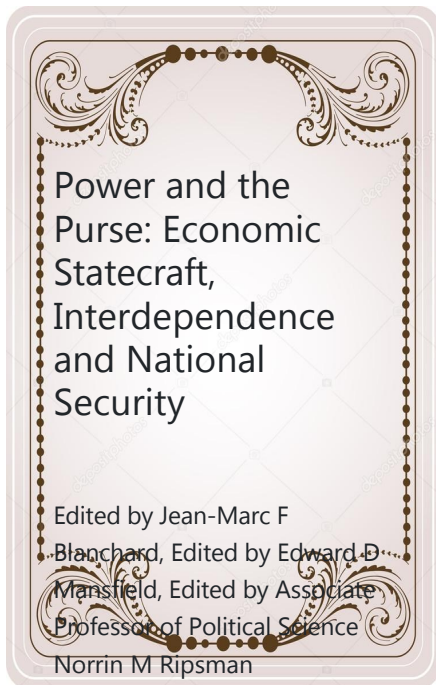 Power and the
Purse: Economic
Statecraft,
Interdependence
and National
Security
Edited by Jean-Marc F
Blanchard, Edited by Edward D
Mansfield, Edited by Associate
Professor of Political Science
Norrin M Ripsman